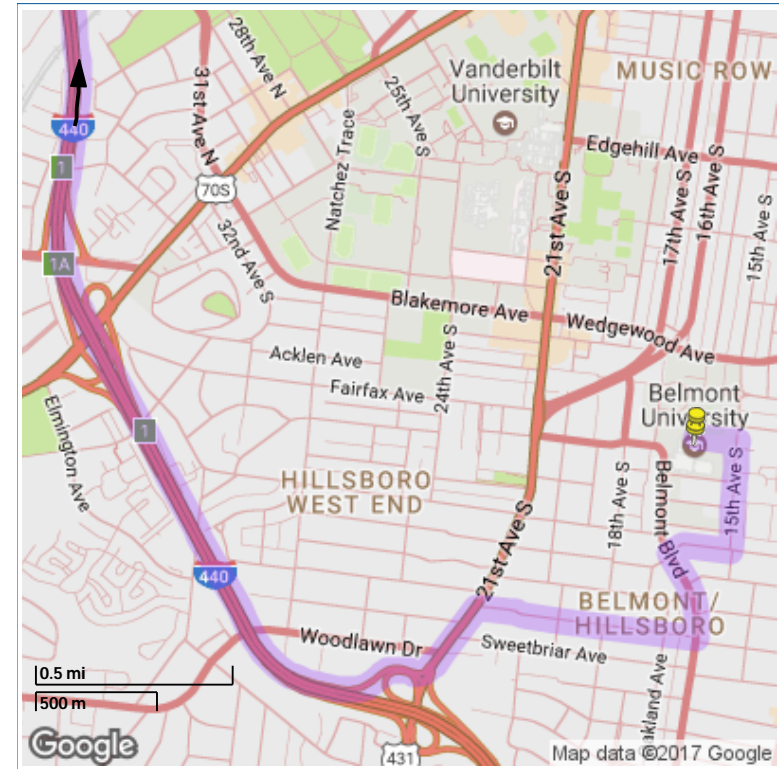 28th Ave N
31st Ave N
25th Ave S
Vanderbilt
University
MUSIC ROW
440
1
Natchez Trace
Edgehill Ave
70S
32nd Ave S
21st Ave S
17th Ave S
16th Ave S
15th Ave S
1A
Blakemore Ave
Wedgewood Ave
Acklen Ave
24th Ave S
Fairfax Ave
Belmont
University
Elmington Ave
1
HILLSBORO
WEST END
21st Ave S
18th Ave S
Belmont Blvd
15th Ave S
440
BELMONT/
HILLSBORO
Woodlawn Dr
Sweetbriar Ave
0.5 mi
500 m
akland Ave
Google
431
Map data ©2017 Google